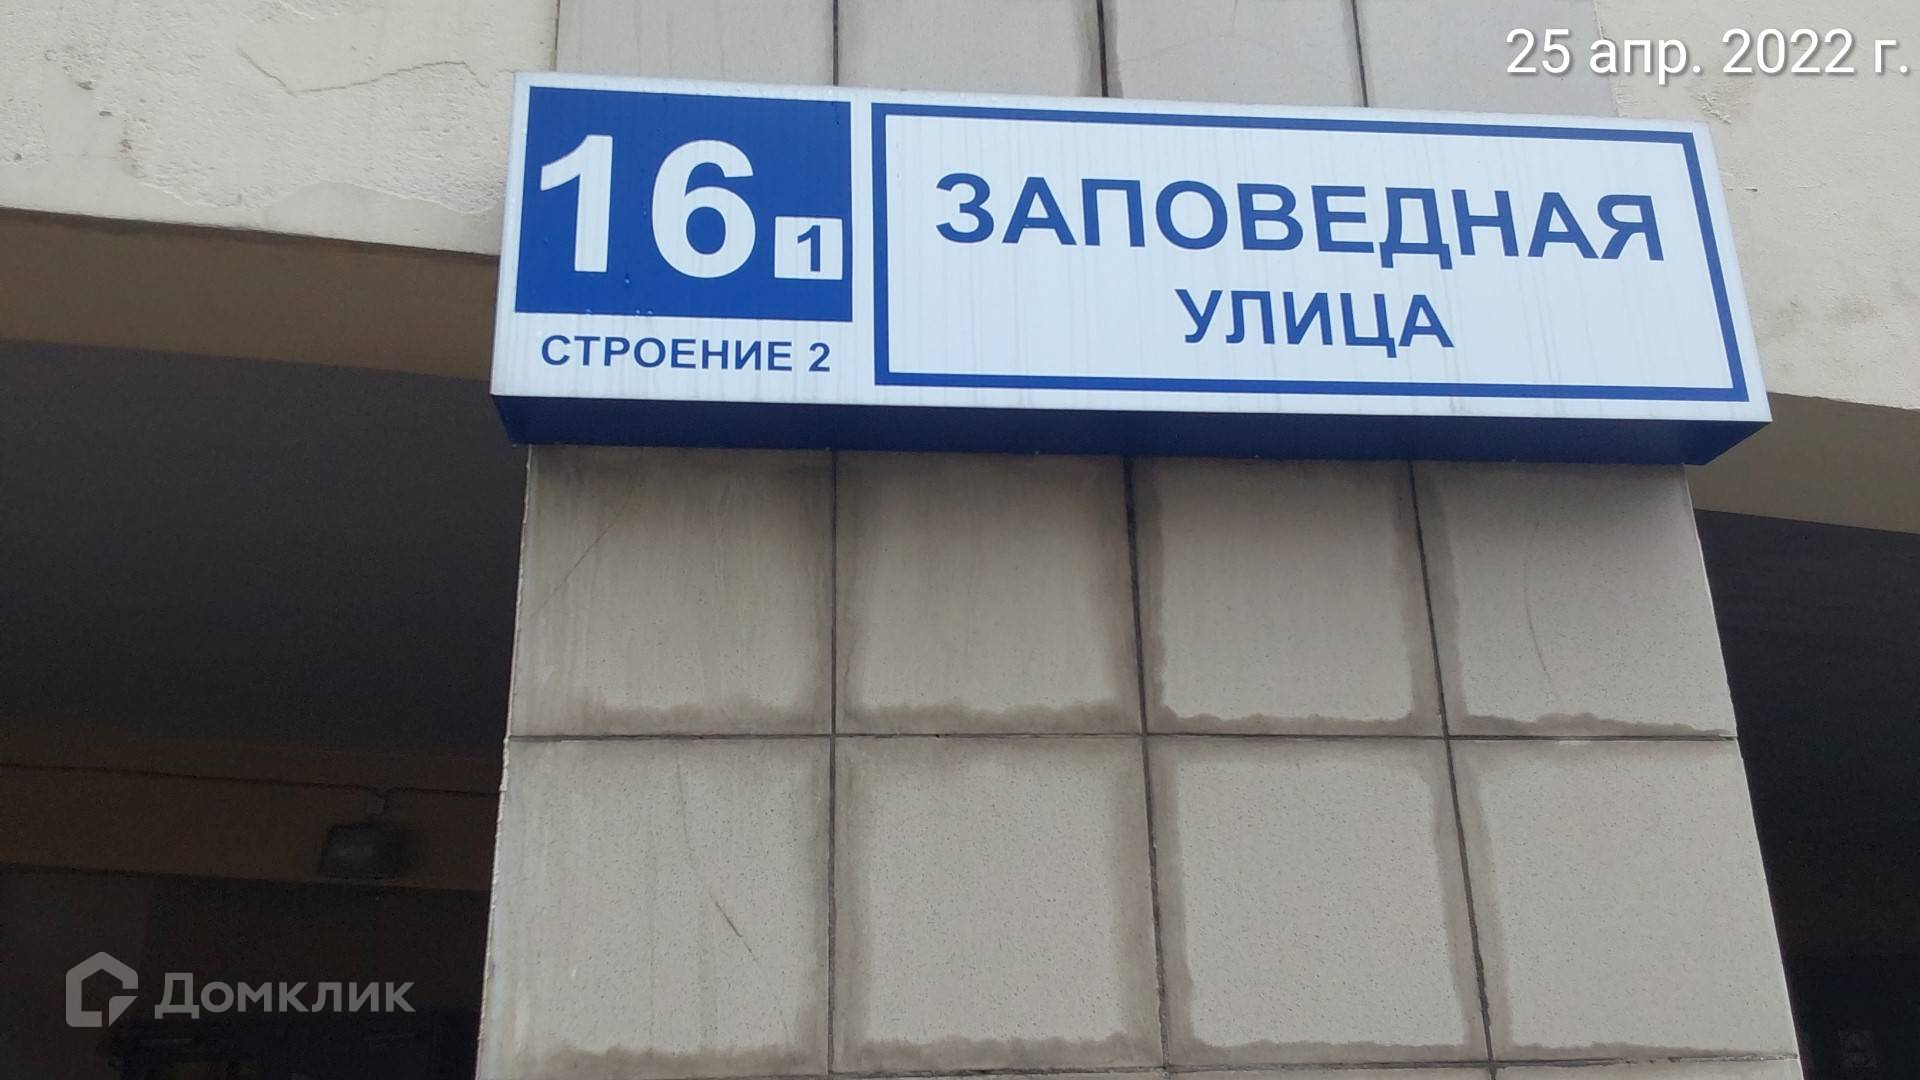 25 апр. 2022 г.
16 1
СТРОЕНИЕ 2
ЗАПОВЕДНАЯ
УЛИЦА
Домклик